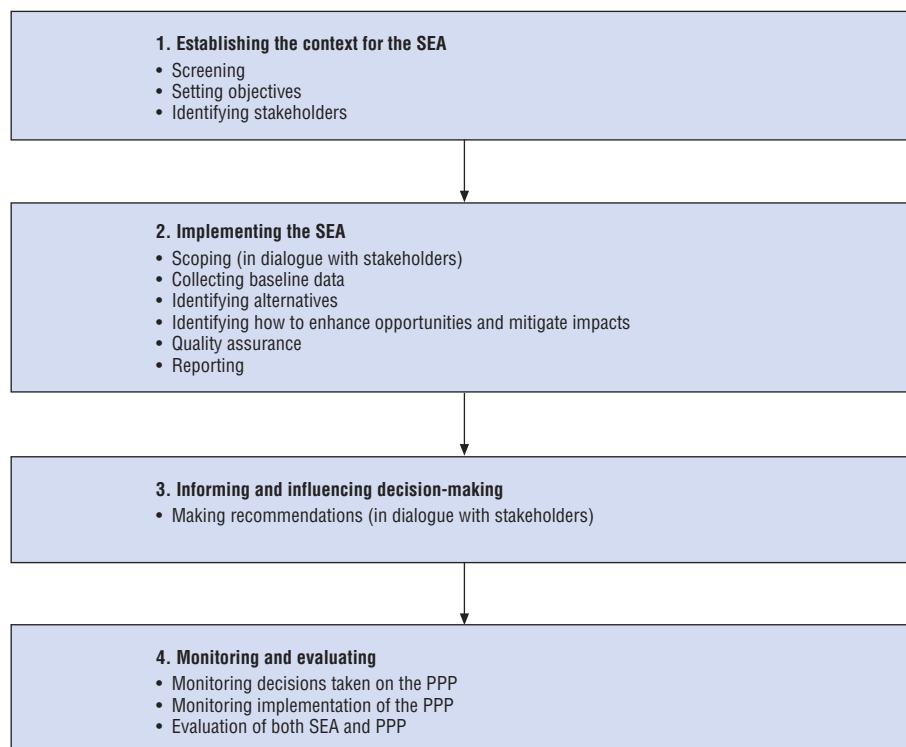 1. Establishing the context for the SEA
• Screening
• Setting objectives
• Identifying stakeholders
2. Implementing the SEA
• Scoping (in dialogue with stakeholders)
• Collecting baseline data
• Identifying alternatives
• Identifying how to enhance opportunities and mitigate impacts
• Quality assurance
• Reporting
3. Informing and influencing decision-making
• Making recommendations (in dialogue with stakeholders)
4. Monitoring and evaluating
• Monitoring decisions taken on the PPP
• Monitoring implementation of the PPP
• Evaluation of both SEA and PPP